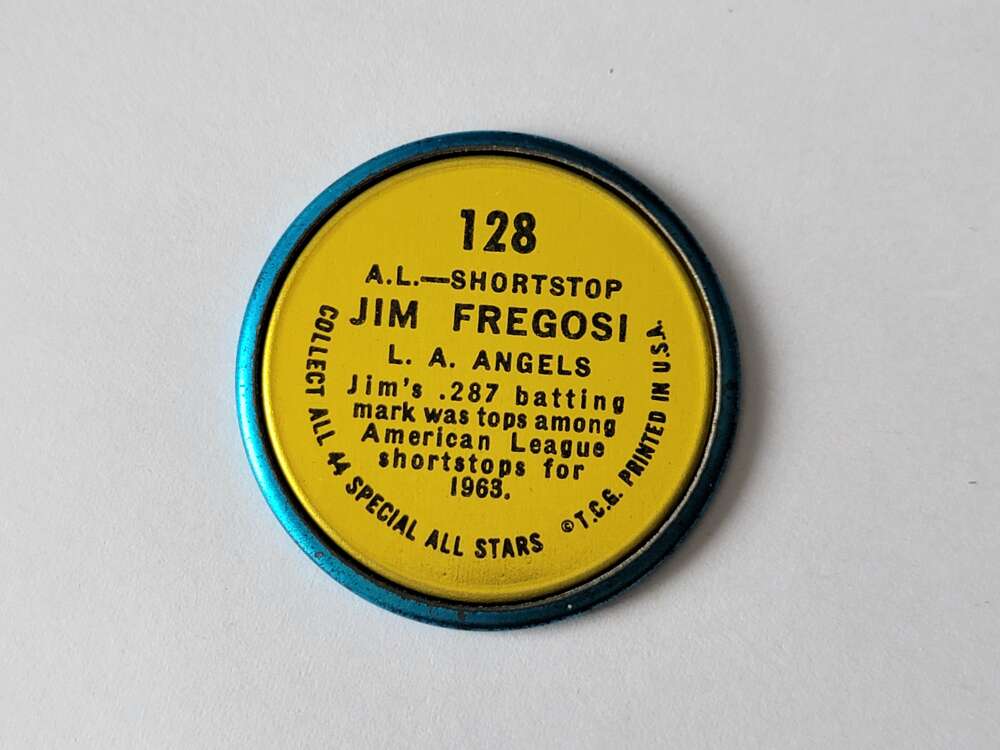 128
A.L.—SHORTSTOP
JIM FREGOSI
L. A. ANGELS
Jim's .287 batting
mark was tops among
American League
shortstops for
1963.
COLLECT ALL 44 SPECIAL ALL STARS
© T.C.G. PRINTED IN U.S.A.